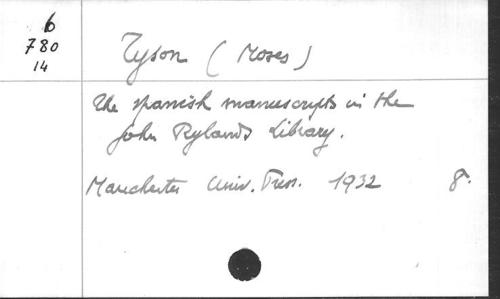 6
780
14
Tyson (Moses)
The spanish manuscripts in the
John Rylands Library.
Manchester Univ. Press. 1932 8.